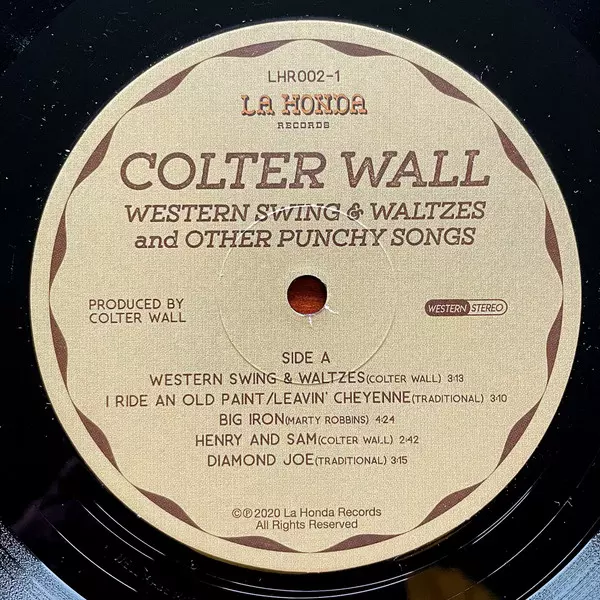 LHR002-1
LA HONDA
RECORDS
COLTER WALL
WESTERN SWING & WALTZES
and OTHER PUNCHY SONGS
PRODUCED BY
COLTER WALL
WESTERN STEREO
SIDE A
WESTERN SWING & WALTZES (COLTER WALL) 3:13
I RIDE AN OLD PAINT/LEAVIN' CHEYENNE (TRADITIONAL) 3:10
BIG IRON (MARTY ROBBINS) 4:24
HENRY AND SAM (COLTER WALL) 2:42
DIAMOND JOE (TRADITIONAL) 3:15
©℗ 2020 La Honda Records
All Rights Reserved